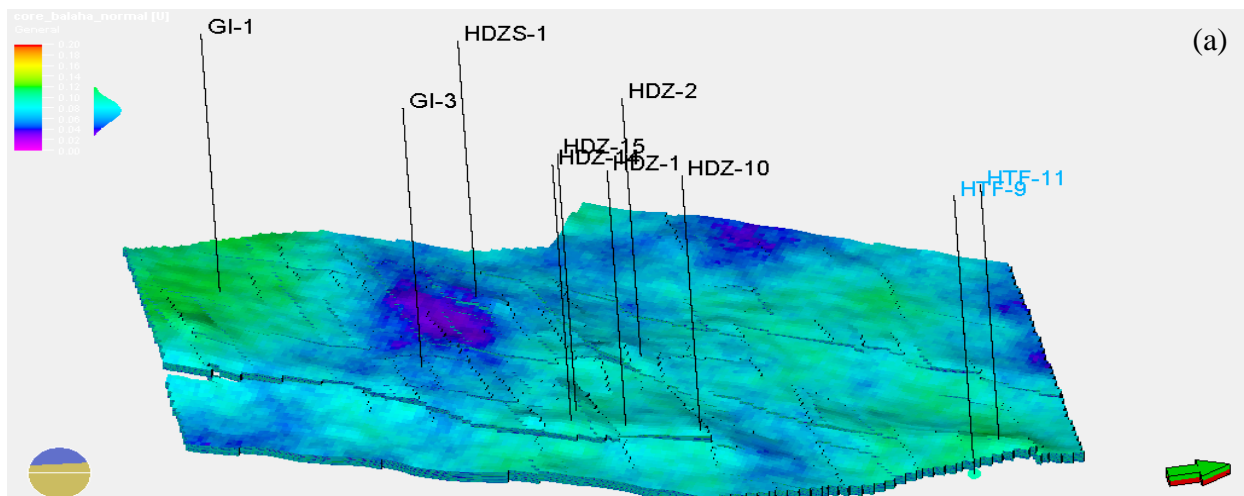 core_balaha_normal [U]
General
0.20
0.18
0.16
0.14
0.12
0.10
0.08
0.06
0.04
0.02
0.00
GI-1
HDZS-1
(a)
GI-3
HDZ-2
HDZ-15
HDZ-14
HDZ-1
HDZ-10
HTF-11
HTF-9